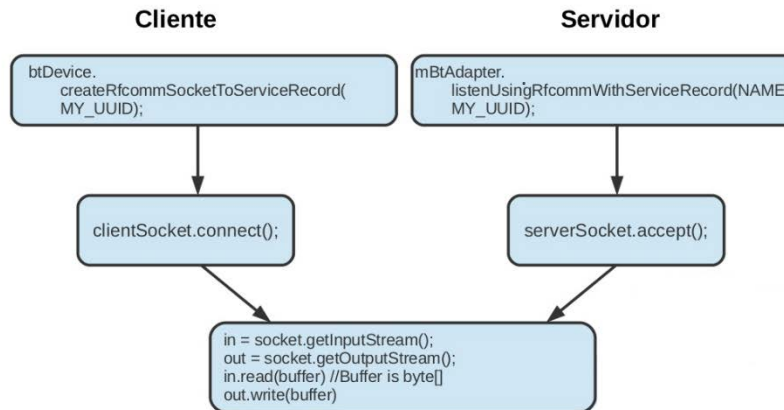 Cliente
Servidor
btDevice.
createRfcommSocketToServiceRecord(
MY_UUID);
mBtAdapter.
listenUsingRfcommWithServiceRecord(NAME
MY_UUID);
clientSocket.connect();
serverSocket.accept();
in = socket.getInputStream();
out = socket.getOutputStream();
in.read(buffer) //Buffer is byte[]
out.write(buffer)